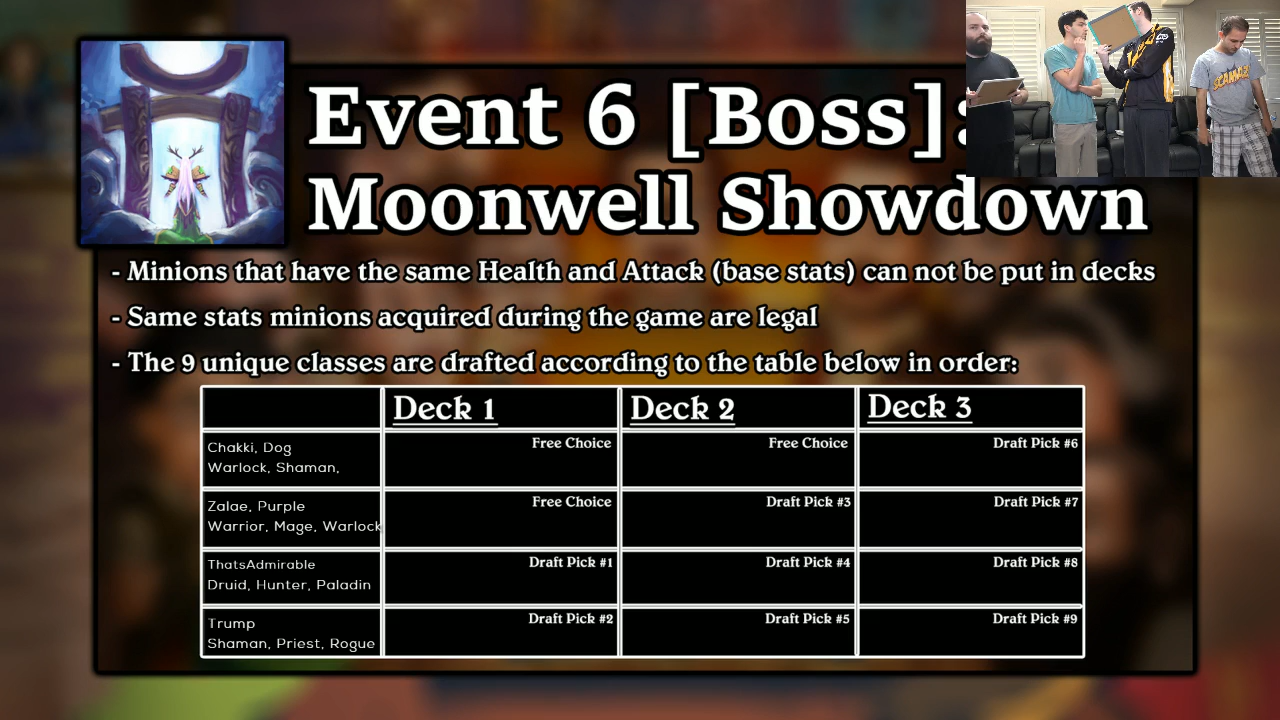 Event 6 [Boss]:
Moonwell Showdown
- Minions that have the same Health and Attack (base stats) can not be put in decks
- Same stats minions acquired during the game are legal
- The 9 unique classes are drafted according to the table below in order:
Deck 1 Deck 2 Deck 3
Chakki, Dog
Warlock, Shaman,
Free Choice Free Choice Draft Pick #6
Zalae, Purple
Warrior, Mage, Warlock
Free Choice Draft Pick #3 Draft Pick #7
ThatsAdmirable
Druid, Hunter, Paladin
Draft Pick #1 Draft Pick #4 Draft Pick #8
Trump
Shaman, Priest, Rogue
Draft Pick #2 Draft Pick #5 Draft Pick #9